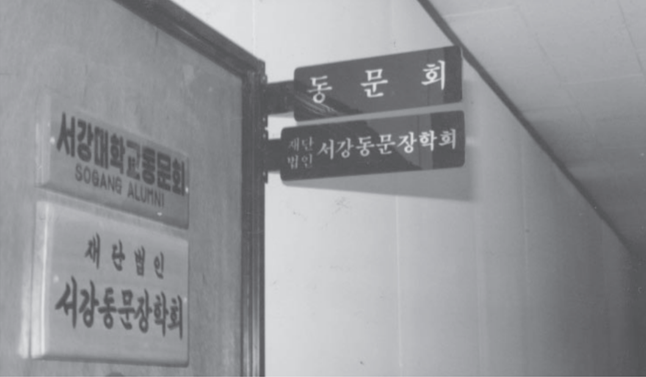 동문회
재단
법인 서강동문장학회
서강대학교동문회
SOGANG ALUMNI
재단법인
서강동문장학회